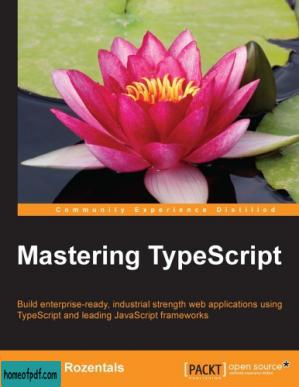 Community Experience Distilled
Mastering TypeScript
Build enterprise-ready, industrial strength web applications using
TypeScript and leading JavaScript frameworks
homeofpdf.com
Rozentals
PACKT
PUBLISHING
open source*